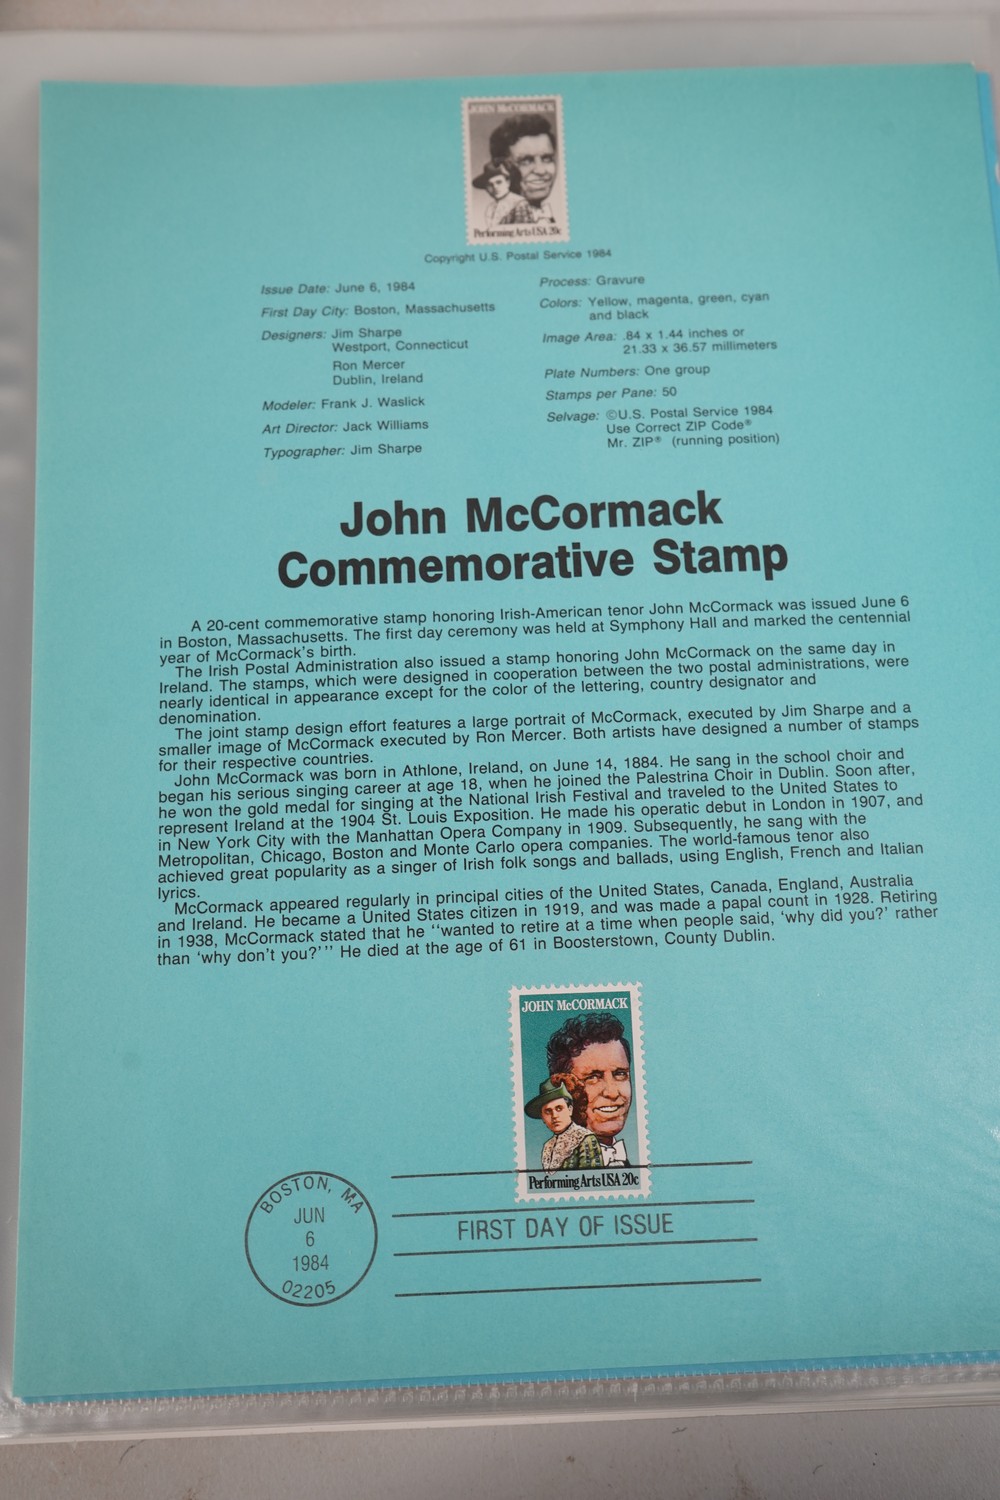 JOHN McCORMACK
Performing Arts USA 20c
Copyright U.S. Postal Service 1984
Issue Date: June 6, 1984
First Day City: Boston, Massachusetts
Designers: Jim Sharpe
Westport, Connecticut
Ron Mercer
Dublin, Ireland
Modeler: Frank J. Waslick
Art Director: Jack Williams
Typographer: Jim Sharpe
Process: Gravure
Colors: Yellow, magenta, green, cyan
and black
Image Area: .84 x 1.44 inches or
21.33 x 36.57 millimeters
Plate Numbers: One group
Stamps per Pane: 50
Selvage: ©U.S. Postal Service 1984
Use Correct ZIP Code®
Mr. ZIP® (running position)
John McCormack
Commemorative Stamp
A 20-cent commemorative stamp honoring Irish-American tenor John McCormack was issued June 6
in Boston, Massachusetts. The first day ceremony was held at Symphony Hall and marked the centennial
year of McCormack's birth.
The Irish Postal Administration also issued a stamp honoring John McCormack on the same day in
Ireland. The stamps, which were designed in cooperation between the two postal administrations, were
nearly identical in appearance except for the color of the lettering, country designator and
denomination.
The joint stamp design effort features a large portrait of McCormack, executed by Jim Sharpe and a
smaller image of McCormack executed by Ron Mercer. Both artists have designed a number of stamps
for their respective countries.
John McCormack was born in Athlone, Ireland, on June 14, 1884. He sang in the school choir and
began his serious singing career at age 18, when he joined the Palestrina Choir in Dublin. Soon after,
he won the gold medal for singing at the National Irish Festival and traveled to the United States to
represent Ireland at the 1904 St. Louis Exposition. He made his operatic debut in London in 1907, and
in New York City with the Manhattan Opera Company in 1909. Subsequently, he sang with the
Metropolitan, Chicago, Boston and Monte Carlo opera companies. The world-famous tenor also
achieved great popularity as a singer of Irish folk songs and ballads, using English, French and Italian
lyrics.
McCormack appeared regularly in principal cities of the United States, Canada, England, Australia
and Ireland. He became a United States citizen in 1919, and was made a papal count in 1928. Retiring
in 1938, McCormack stated that he "wanted to retire at a time when people said, 'why did you?' rather
than 'why don't you?'" He died at the age of 61 in Boosterstown, County Dublin.
JOHN McCORMACK
Performing Arts USA 20c
BOSTON, MA
JUN
6
1984
02205
FIRST DAY OF ISSUE